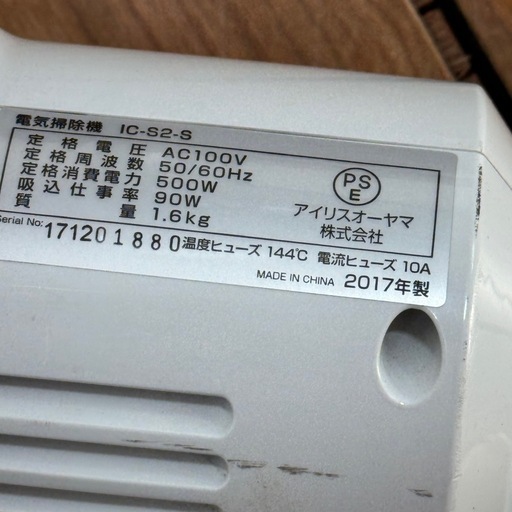 電気掃除機 IC-S2-S
定格電圧 AC100V
定格周波数 50/60Hz
定格消費電力 500W
吸込仕事率 90W
質量 1.6kg
PS
E
アイリスオーヤマ
株式会社
Serial No: 171201880 温度ヒューズ 144℃ 電流ヒューズ 10A
MADE IN CHINA 2017年製